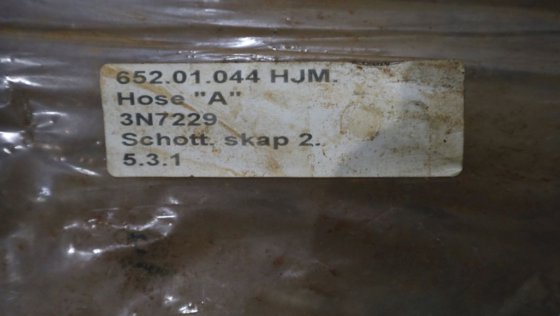 652.01.044 HJM.
Hose "A"
3N7229
Schott. skap 2.
5.3.1